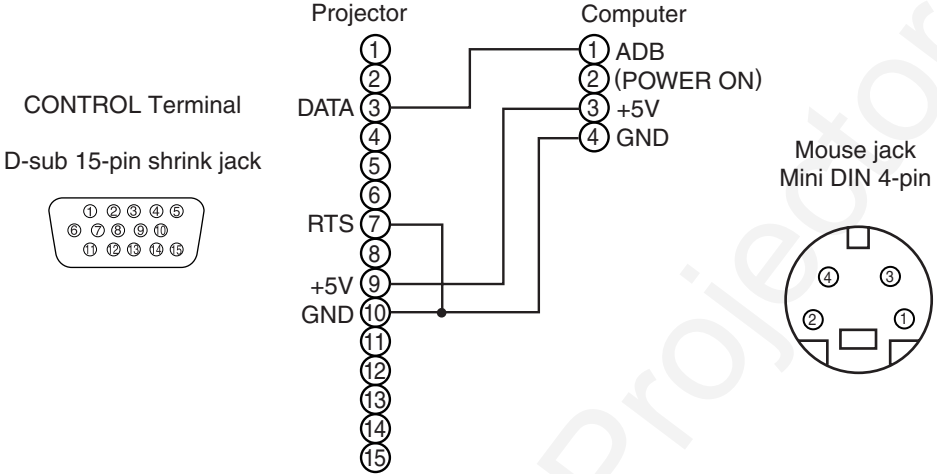 Projector
Computer
CONTROL Terminal
D-sub 15-pin shrink jack
① ② ③ ④ ⑤
⑥ ⑦ ⑧ ⑨ ⑩
⑪ ⑫ ⑬ ⑭ ⑮
①
②
DATA ③
④
⑤
⑥
RTS ⑦
⑧
+5V ⑨
GND ⑩
⑪
⑫
⑬
⑭
⑮
① ADB
② (POWER ON)
③ +5V
④ GND
Mouse jack
Mini DIN 4-pin
④ ③
② ①
Projector